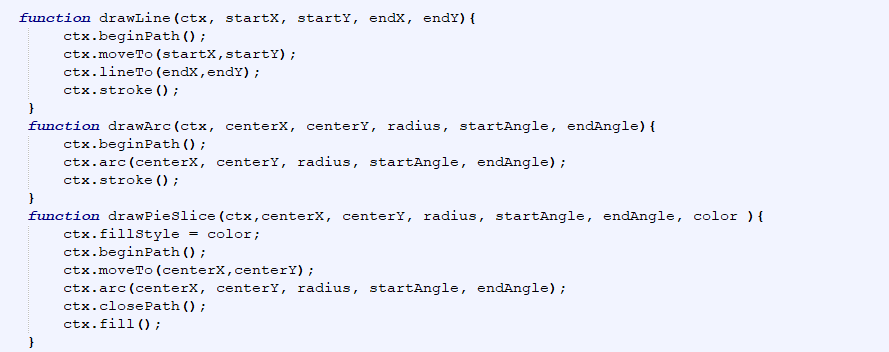 function drawLine(ctx, startX, startY, endX, endY){
ctx.beginPath();
ctx.moveTo(startX,startY);
ctx.lineTo(endX,endY);
ctx.stroke();
}
function drawArc(ctx, centerX, centerY, radius, startAngle, endAngle){
ctx.beginPath();
ctx.arc(centerX, centerY, radius, startAngle, endAngle);
ctx.stroke();
}
function drawPieSlice(ctx,centerX, centerY, radius, startAngle, endAngle, color ){
ctx.fillStyle = color;
ctx.beginPath();
ctx.moveTo(centerX,centerY);
ctx.arc(centerX, centerY, radius, startAngle, endAngle);
ctx.closePath();
ctx.fill();
}